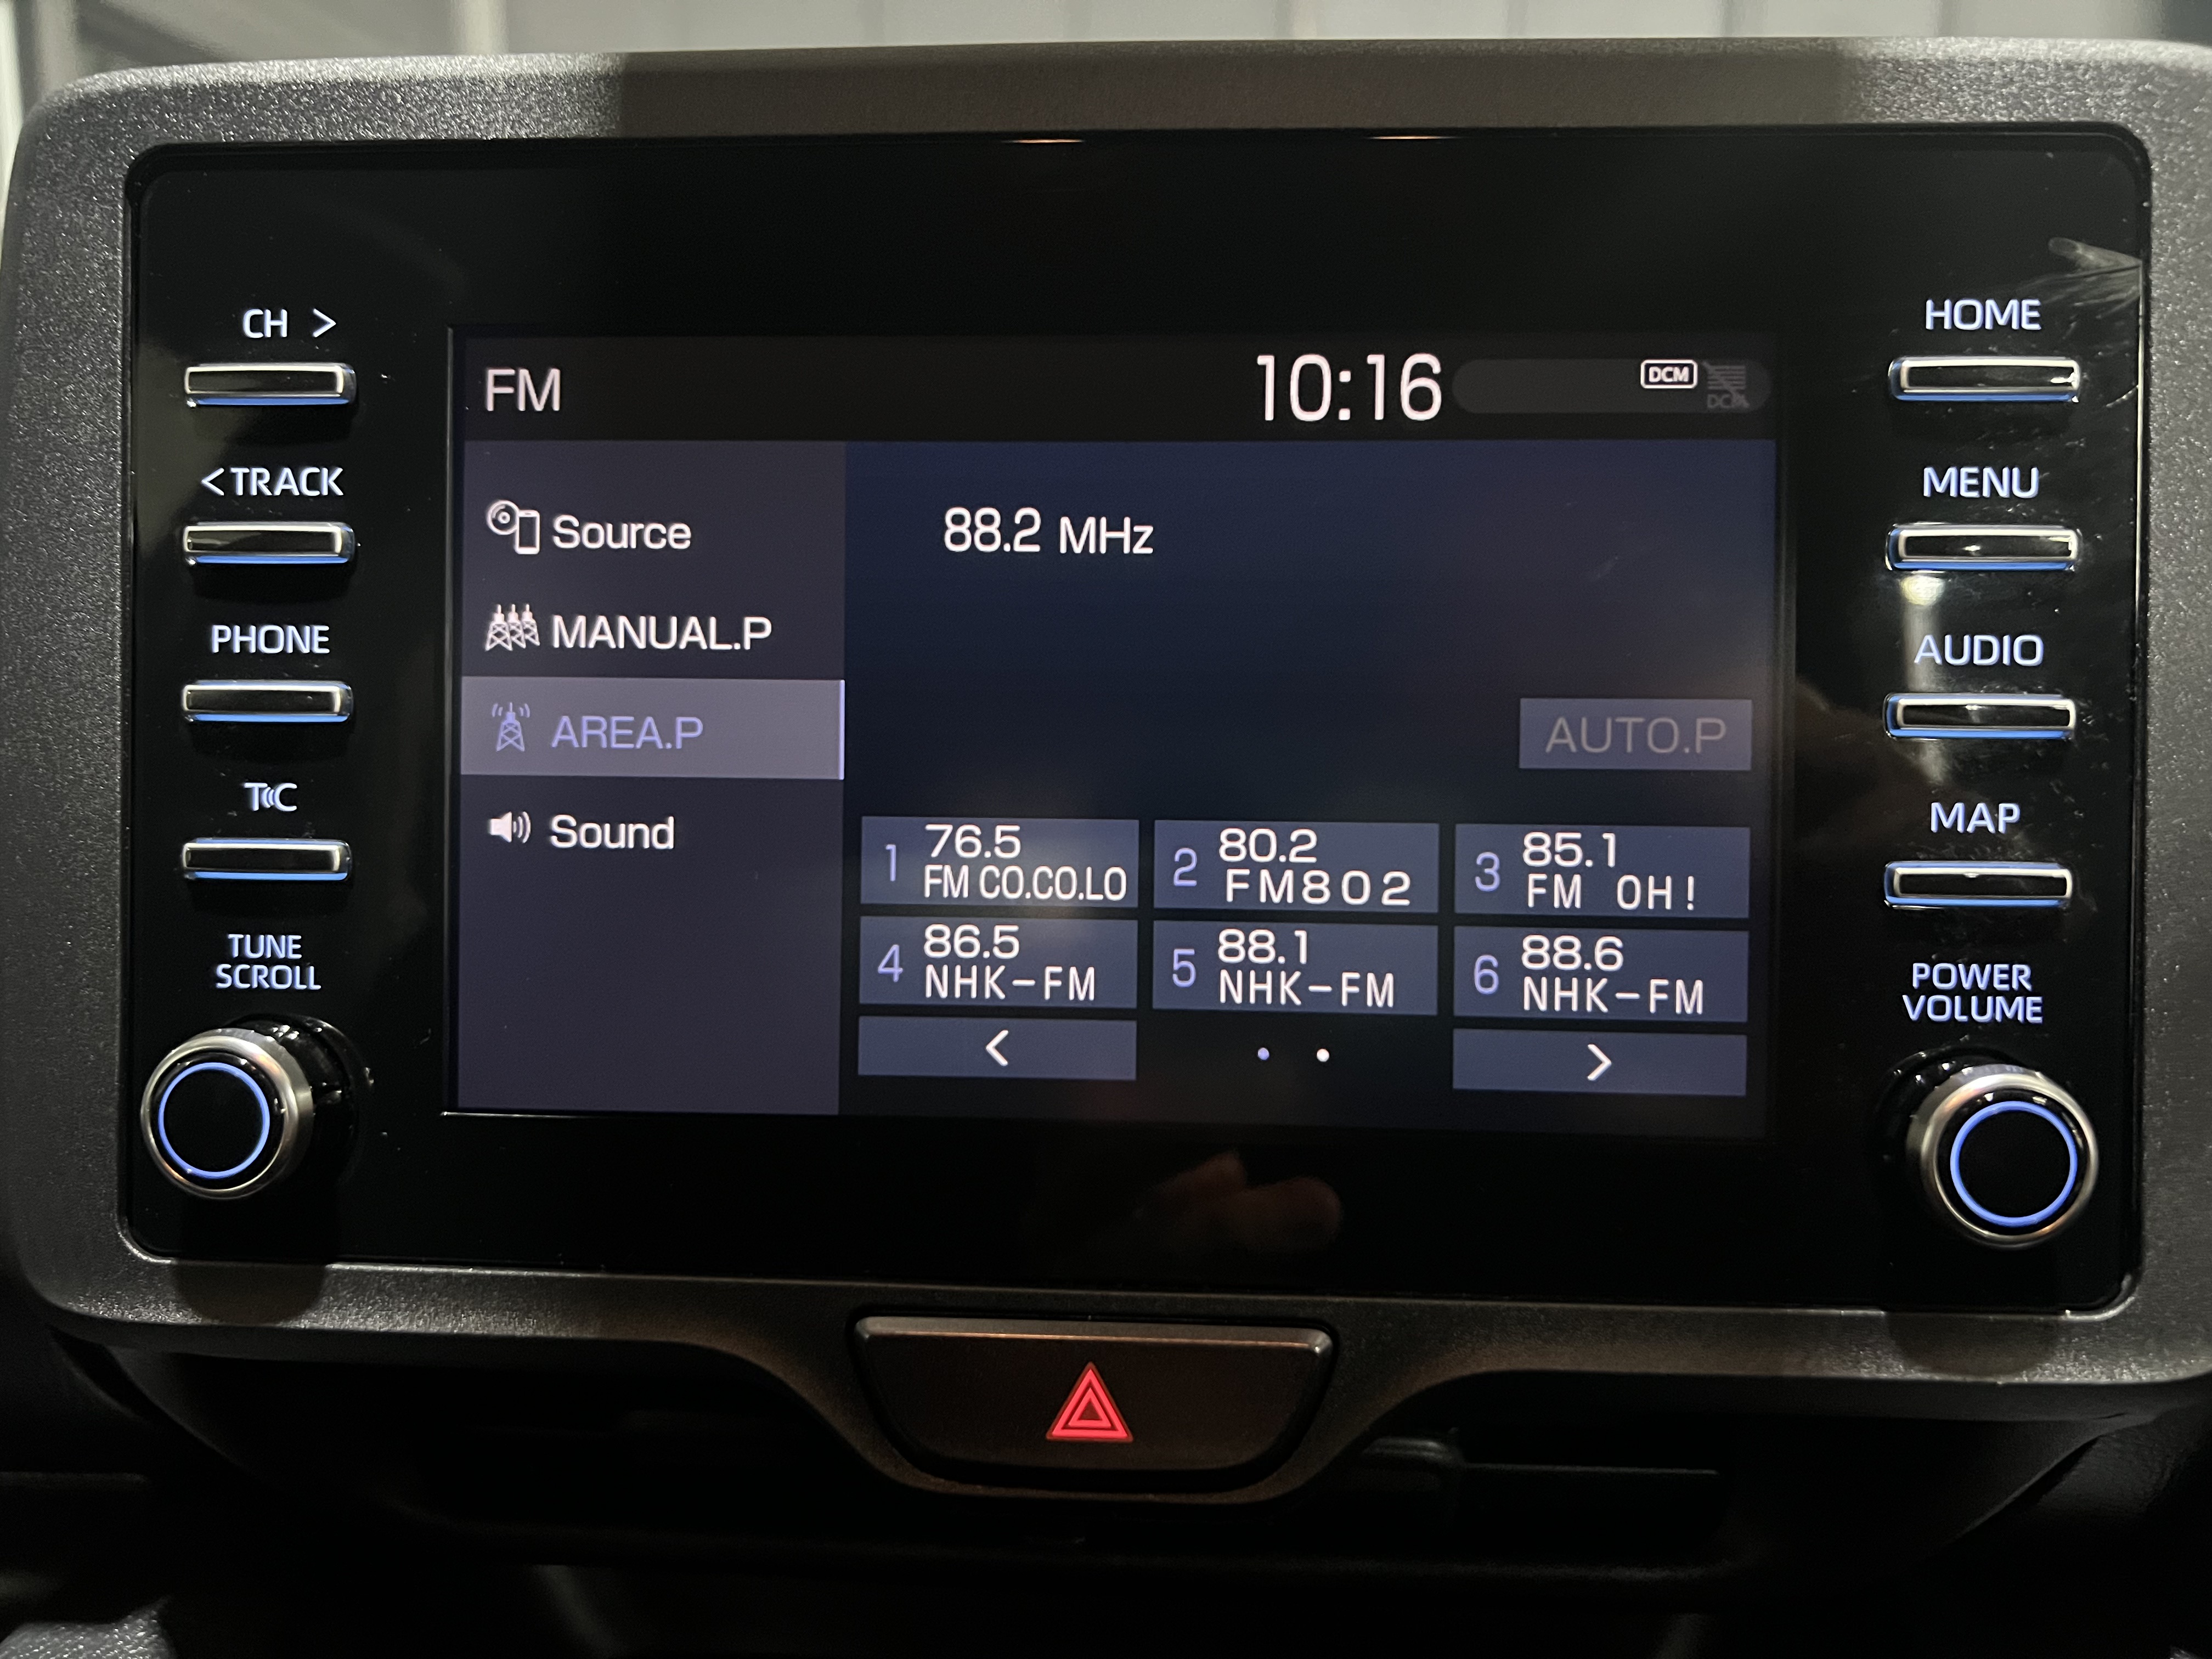 CH >
< TRACK
PHONE
T C
TUNE
SCROLL
FM
10:16
DCM
DCM
Source
MANUAL.P
AREA.P
Sound
88.2 MHz
AUTO.P
1 76.5
FM CO.CO.LO
2 80.2
FM802
3 85.1
FM OH!
4 86.5
NHK-FM
5 88.1
NHK-FM
6 88.6
NHK-FM
<
>
HOME
MENU
AUDIO
MAP
POWER
VOLUME